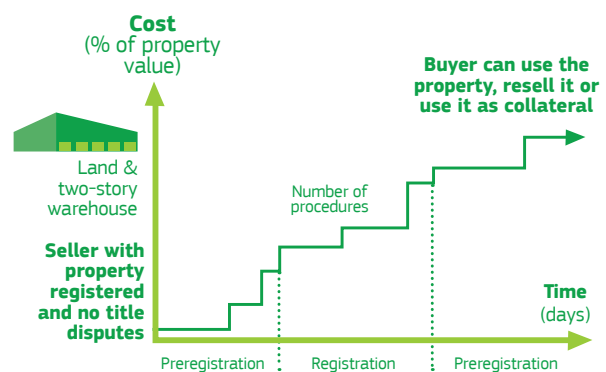 Cost
(% of property
value)
Buyer can use the
property, resell it or
use it as collateral
Land &
two-story
warehouse
Number of
procedures
Seller with
property
registered
and no title
disputes
Time
(days)
Preregistration
Registration
Preregistration